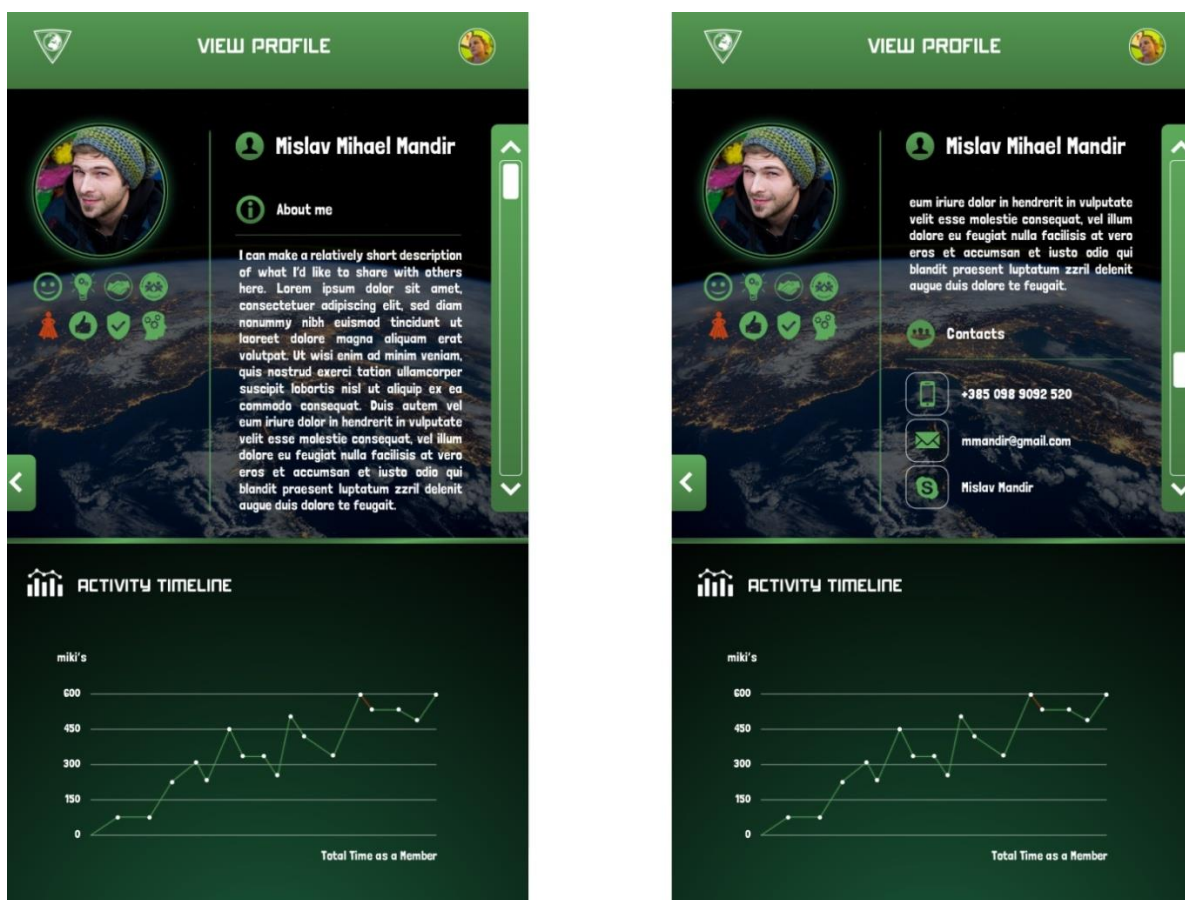 VIEW PROFILE
Mislav Mihael Mandir
About me
I can make a relatively short description
of what I'd like to share with others
here. Lorem ipsum dolor sit amet,
consectetuer adipiscing elit, sed diam
nonummy nibh euismod tincidunt ut
laoreet dolore magna aliquam erat
volutpat. Ut wisi enim ad minim veniam,
quis nostrud exerci tation ullamcorper
suscipit lobortis nisl ut aliquip ex ea
commodo consequat. Duis autem vel
eum iriure dolor in hendrerit in vulputate
velit esse molestie consequat, vel illum
dolore eu feugiat nulla facilisis at vero
eros et accumsan et iusto odio qui
blandit praesent luptatum zzril delenit
augue duis dolore te feugait.
ACTIVITY TIMELINE
miki's
600
450
300
150
0
Total Time as a Member
VIEW PROFILE
Mislav Mihael Mandir
eum iriure dolor in hendrerit in vulputate
velit esse molestie consequat, vel illum
dolore eu feugiat nulla facilisis at vero
eros et accumsan et iusto odio qui
blandit praesent luptatum zzril delenit
augue duis dolore te feugait.
Contacts
+385 098 9092 520
mmandir@gmail.com
Mislav Mandir
ACTIVITY TIMELINE
miki's
600
450
300
150
0
Total Time as a Member